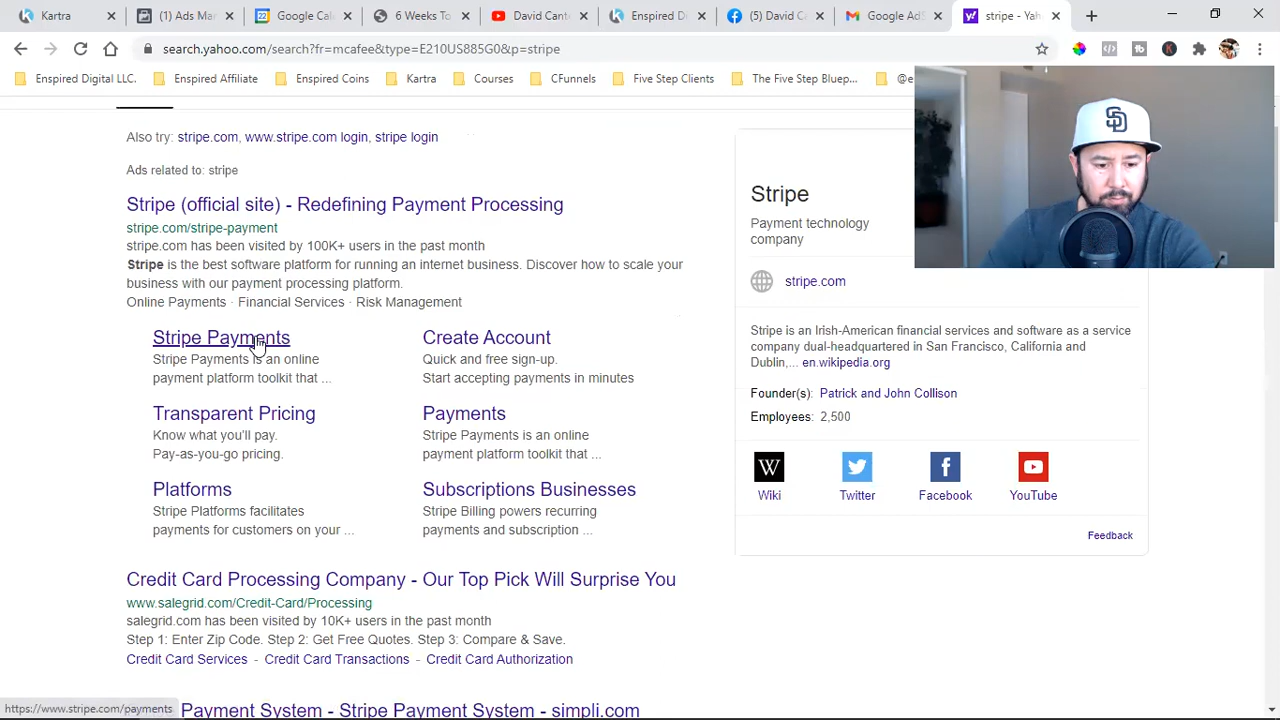 Kartra
(1) Ads Ma
Google Cal
6 Weeks To
David Cant
Enspired De
(5) David Ca
Google AdS
stripe - Yah
search.yahoo.com/search?fr=mcafee&type=E210US885G0&p=stripe
Enspired Digital LLC.
Enspired Affiliate
Enspired Coins
Kartra
Courses
CFunnels
Five Step Clients
The Five Step Bluep...
Also try: stripe.com, www.stripe.com login, stripe login
Ads related to: stripe
Stripe (official site) - Redefining Payment Processing
stripe.com/stripe-payment
stripe.com has been visited by 100K+ users in the past month
Stripe is the best software platform for running an internet business. Discover how to scale your
business with our payment processing platform.
Online Payments · Financial Services · Risk Management
Stripe Payments
Stripe Payments is an online
payment platform toolkit that ...
Create Account
Quick and free sign-up.
Start accepting payments in minutes
Transparent Pricing
Know what you'll pay.
Pay-as-you-go pricing.
Payments
Stripe Payments is an online
payment platform toolkit that ...
Platforms
Stripe Platforms facilitates
payments for customers on your ...
Subscriptions Businesses
Stripe Billing powers recurring
payments and subscription ...
Credit Card Processing Company - Our Top Pick Will Surprise You
www.salegrid.com/Credit-Card/Processing
salegrid.com has been visited by 10K+ users in the past month
Step 1: Enter Zip Code. Step 2: Get Free Quotes. Step 3: Compare & Save.
Credit Card Services - Credit Card Transactions - Credit Card Authorization
Payment System - Stripe Payment System - simpli.com
https://www.stripe.com/payments
Stripe
Payment technology
company
stripe.com
Stripe is an Irish-American financial services and software as a service
company dual-headquartered in San Francisco, California and
Dublin,... en.wikipedia.org
Founder(s): Patrick and John Collison
Employees: 2,500
W
Wiki
Twitter
Facebook
YouTube
Feedback
SD